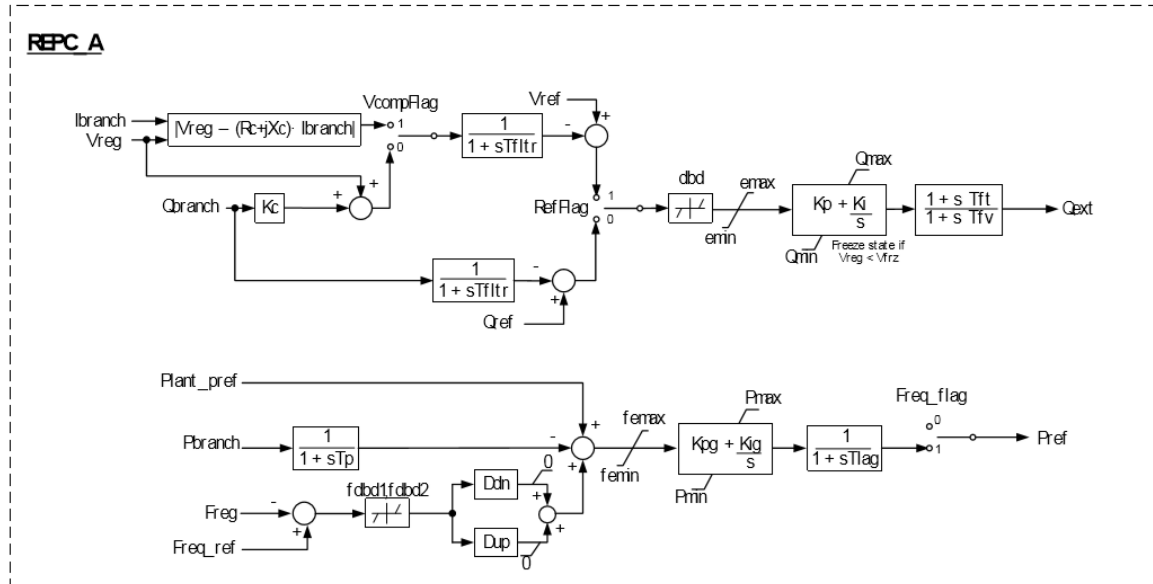 REPC_A
Ibranch
Vreg
|Vreg – (Rc+jXc)· Ibranch|
VcompFlag
1
0
1
1 + sTfltr
Vref
+
-
Qbranch
Kc
+
+
RefFlag
1
0
dbd
emax
emin
Qmax
Kp + Ki
s
Qmin
Freeze state if
Vreg < Vfrz
1 + s Tft
1 + s Tfv
Qext
1
1 + sTfltr
-
+
Qref
Plant_pref
+
Pbranch
1
1 + sTp
-
+
femax
femin
Pmax
Kpg + Kig
s
Pmin
1
1 + sTlag
Freq_flag
0
1
Pref
Freg
-
+
Freq_ref
fdbd1,fdbd2
Ddn
0
+
Dup
0
+